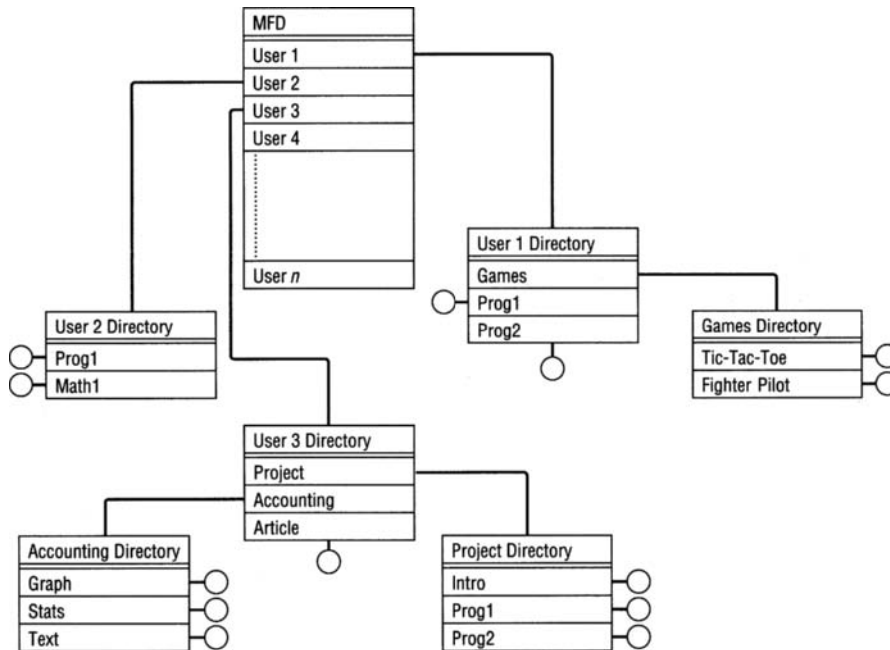 MFD
User 1
User 2
User 3
User 4
User n
User 1 Directory
Games
Prog1
Prog2
User 2 Directory
Prog1
Math1
Games Directory
Tic-Tac-Toe
Fighter Pilot
User 3 Directory
Project
Accounting
Article
Accounting Directory
Graph
Stats
Text
Project Directory
Intro
Prog1
Prog2